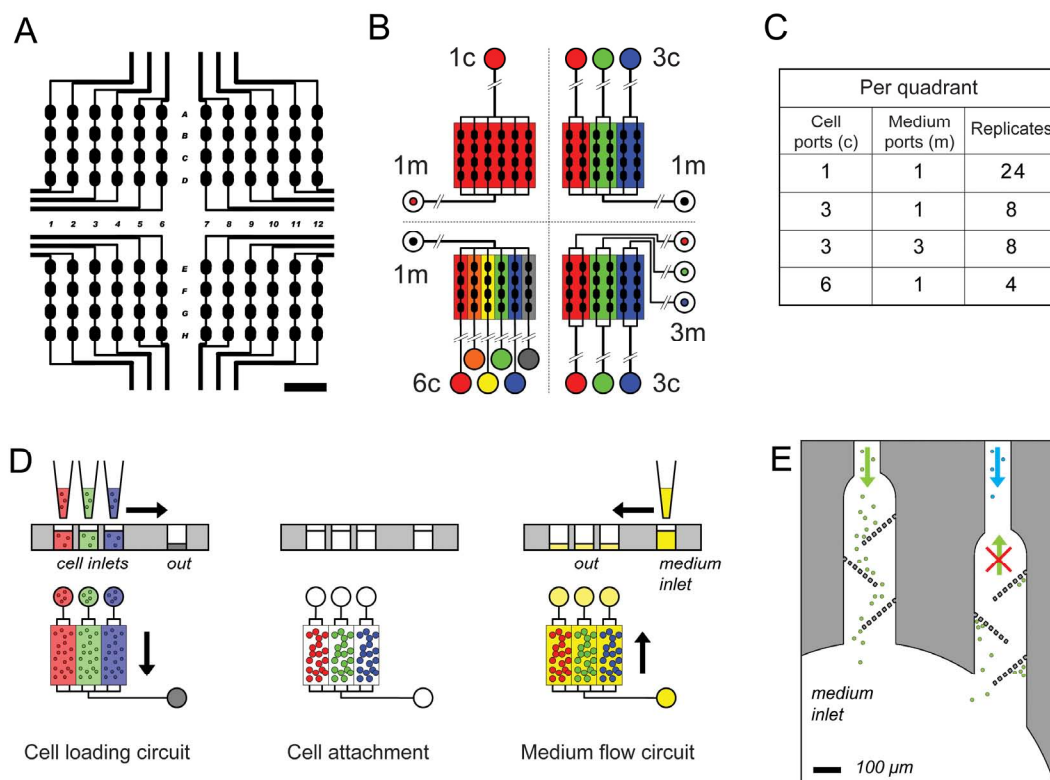 A
A
B
C
D
1 2 3 4 5 6 7 8 9 10 11 12
E
F
G
H
B
1c
3c
1m
1m
1m
3m
6c
3c
C
Per quadrant
Cell ports (c) Medium ports (m) Replicates
1 1 24
3 1 8
3 3 8
6 1 4
D
cell inlets out
out medium inlet
Cell loading circuit Cell attachment Medium flow circuit
E
medium
inlet
100 µm